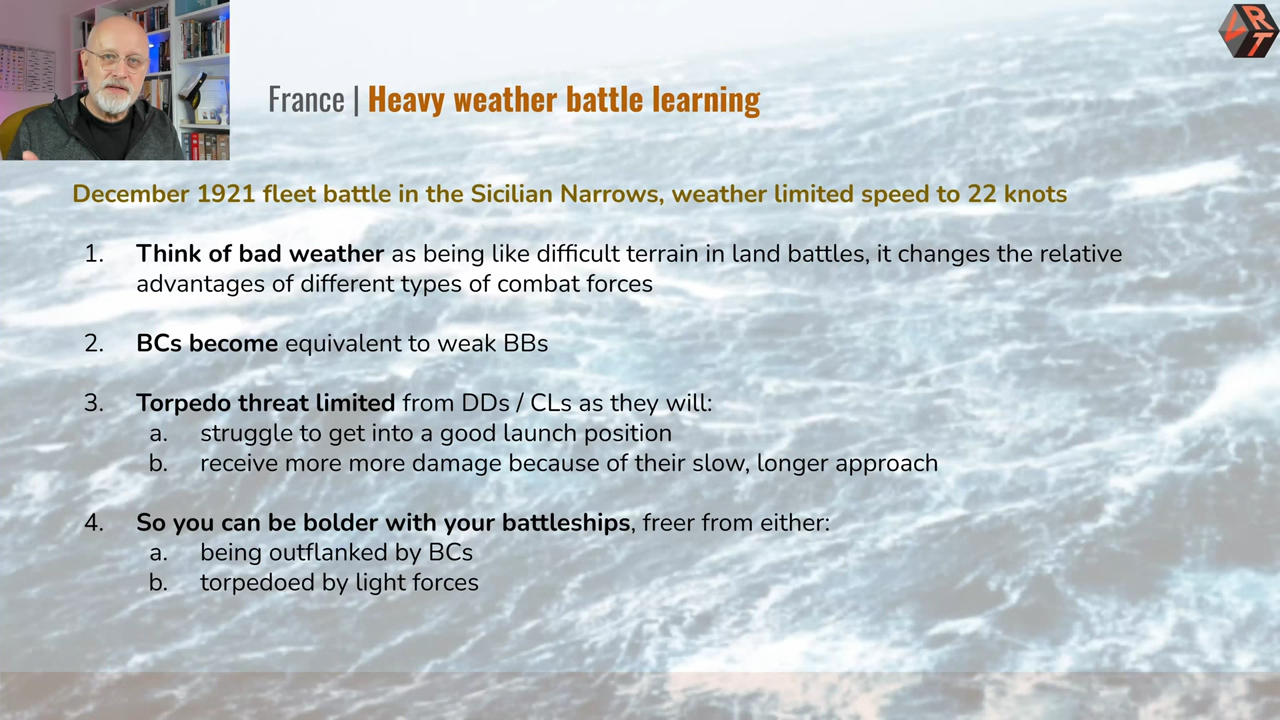 LRT
France | Heavy weather battle learning
December 1921 fleet battle in the Sicilian Narrows, weather limited speed to 22 knots
1. Think of bad weather as being like difficult terrain in land battles, it changes the relative
advantages of different types of combat forces
2. BCs become equivalent to weak BBs
3. Torpedo threat limited from DDs / CLs as they will:
a. struggle to get into a good launch position
b. receive more more damage because of their slow, longer approach
4. So you can be bolder with your battleships, freer from either:
a. being outflanked by BCs
b. torpedoed by light forces